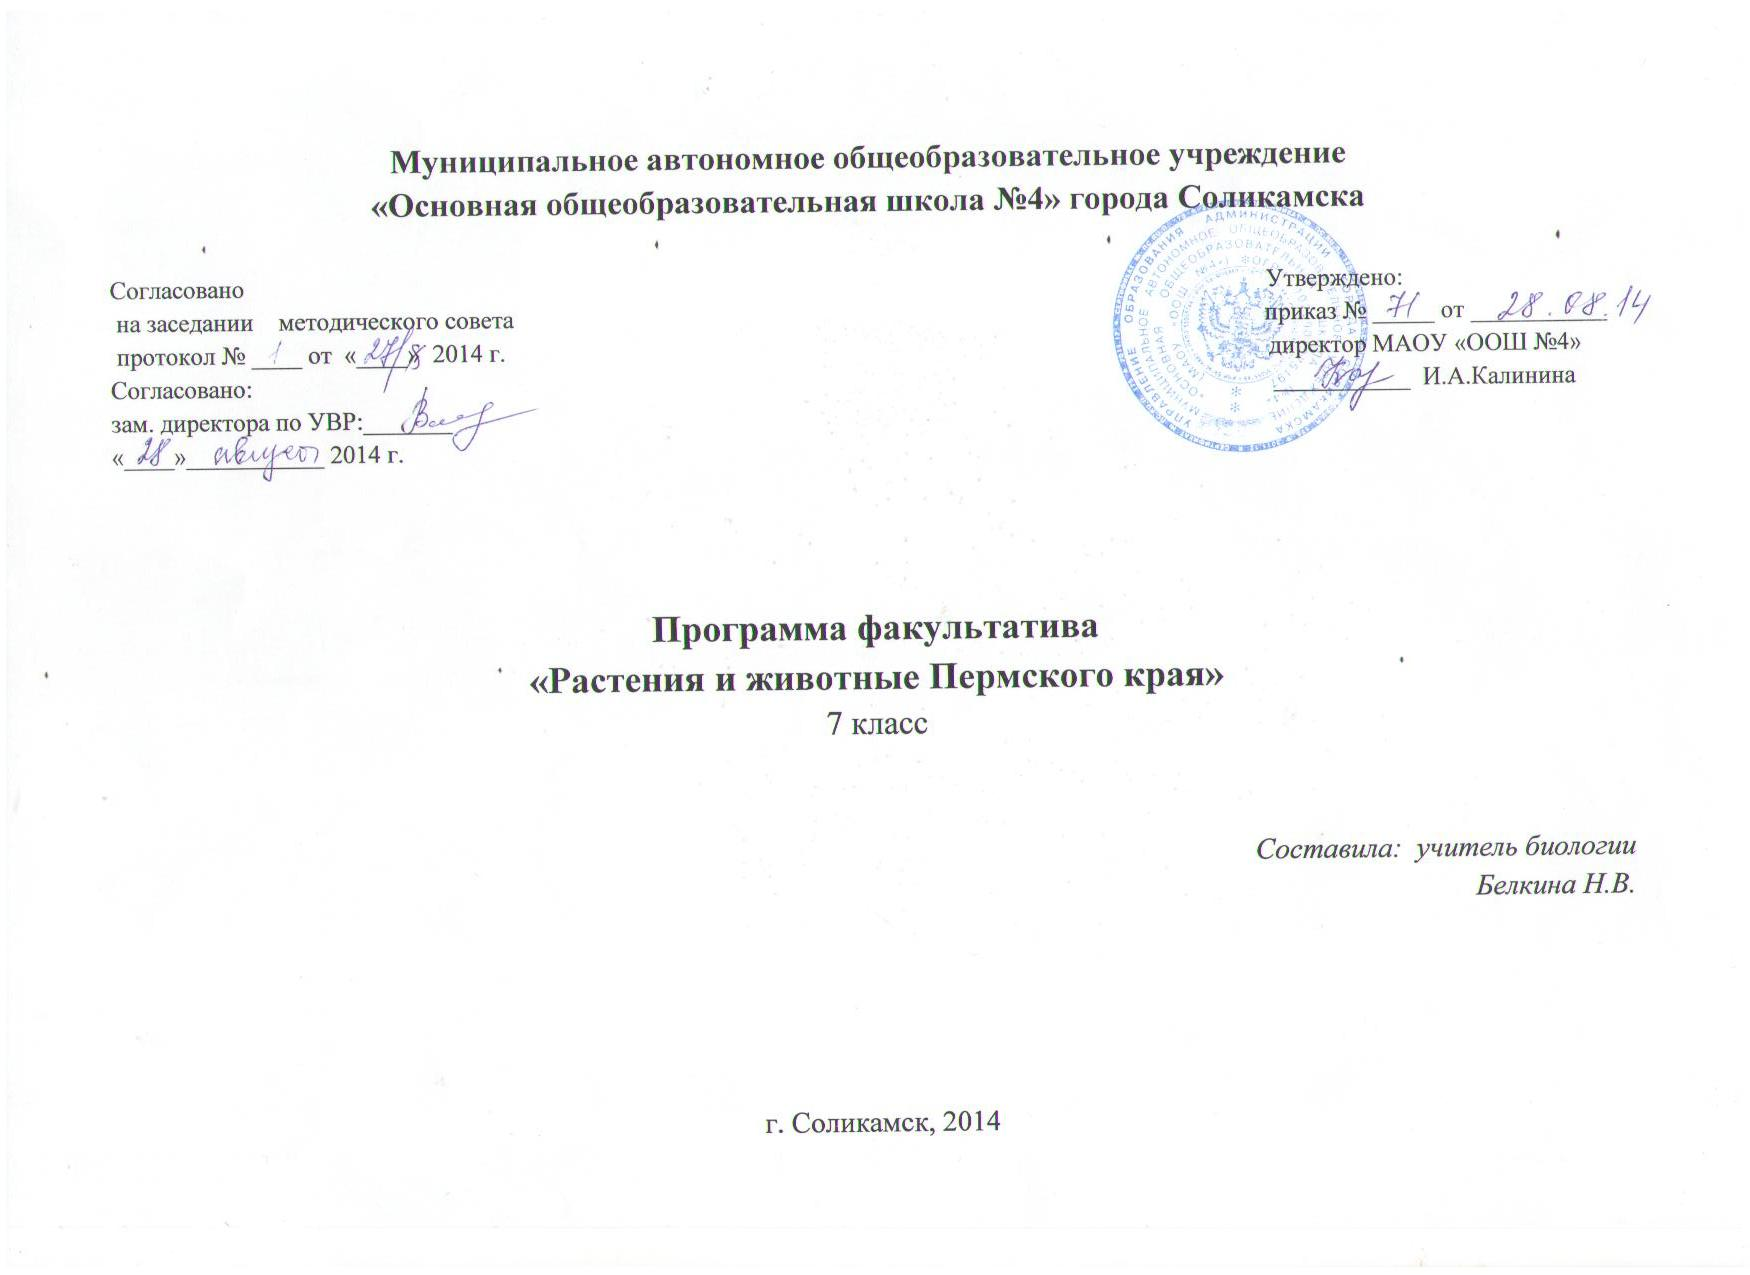 Муниципальное автономное общеобразовательное учреждение
«Основная общеобразовательная школа №4» города Соликамска
Согласовано
на заседании методического совета
протокол № 1 от «27/8» 2014 г.
Согласовано:
зам. директора по УВР:
«28» август 2014 г.
Утверждено:
приказ № 71 от 28.08.14
директор МАОУ «ООШ №4»
И.А.Калинина
Программа факультатива
«Растения и животные Пермского края»
7 класс
Составила: учитель биологии
Белкина Н.В.
г. Соликамск, 2014